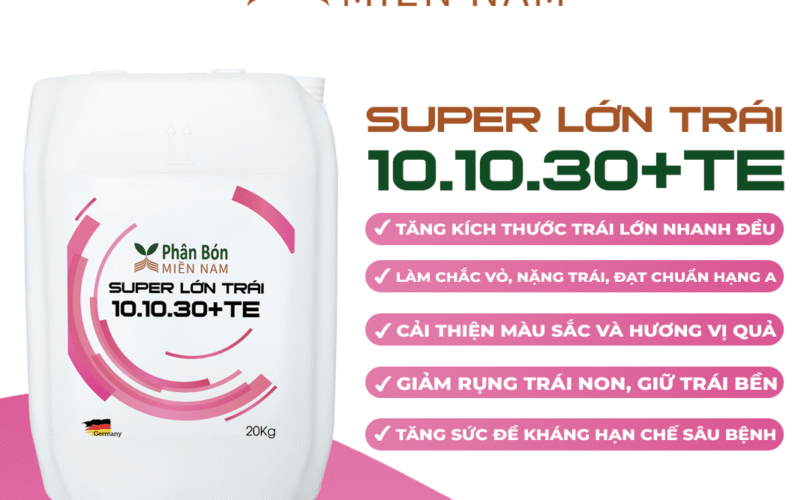 MIỀN NAM
SUPER LỚN TRÁI
10.10.30+TE
✓ TĂNG KÍCH THƯỚC TRÁI LỚN NHANH ĐỀU
✓ LÀM CHẮC VỎ, NẶNG TRÁI, ĐẠT CHUẨN HẠNG A
✓ CẢI THIỆN MÀU SẮC VÀ HƯƠNG VỊ QUẢ
✓ GIẢM RỤNG TRÁI NON, GIỮ TRÁI BỀN
✓ TĂNG SỨC ĐỀ KHÁNG HẠN CHẾ SÂU BỆNH
Phân Bón
MIỀN NAM
SUPER LỚN TRÁI
10.10.30+TE
Germany
20Kg